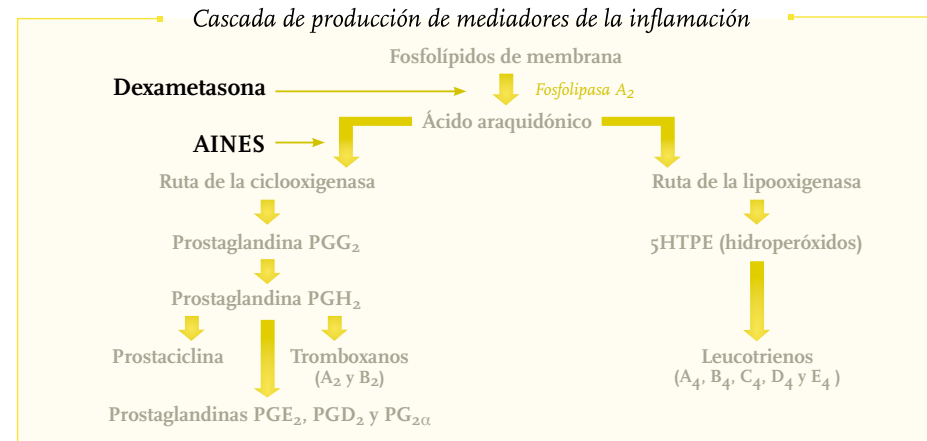 Cascada de producción de mediadores de la inflamación
Fosfolípidos de membrana
Dexametasona
Fosfolipasa A₂
Ácido araquidónico
AINES
Ruta de la ciclooxigenasa
Ruta de la lipooxigenasa
Prostaglandina PGG₂
5HTPE (hidroperóxidos)
Prostaglandina PGH₂
Prostaciclina
Tromboxanos
(A₂ y B₂)
Leucotrienos
(A₄, B₄, C₄, D₄ y E₄ )
Prostaglandinas PGE₂, PGD₂ y PG₂α